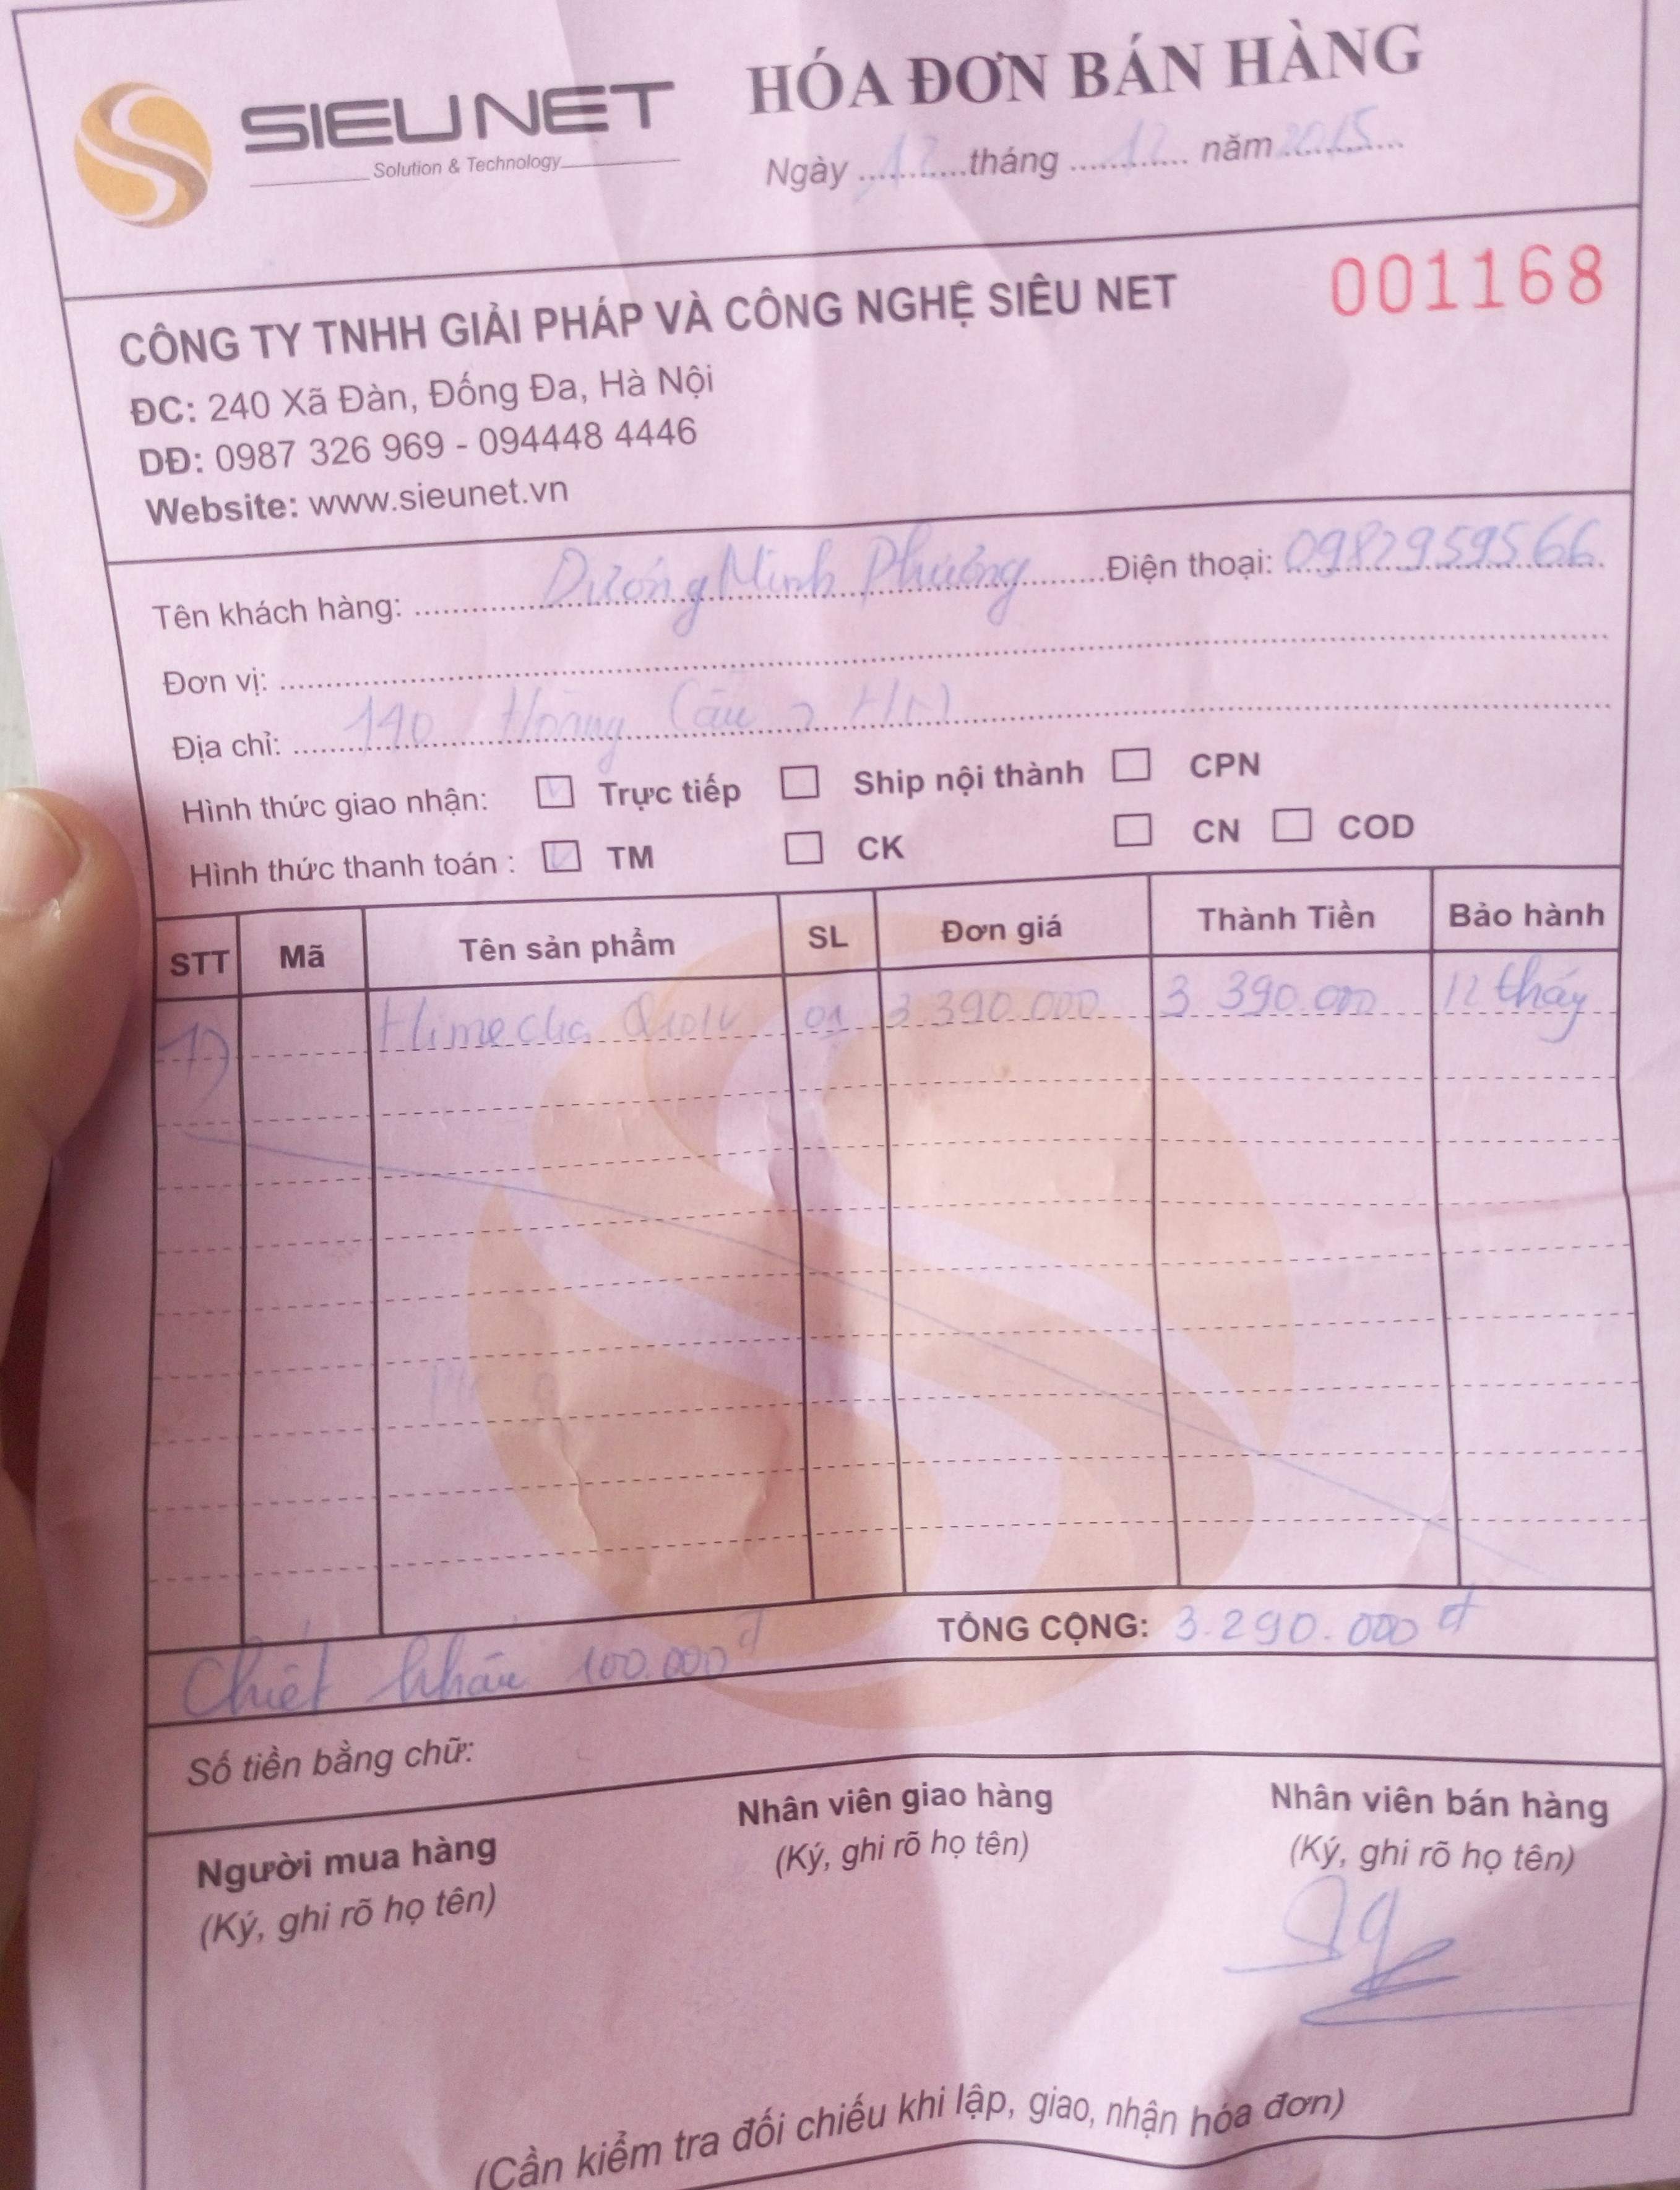 SIEUNET
Solution & Technology
HÓA ĐƠN BÁN HÀNG
Ngày ...........tháng ...12... năm 2015
CÔNG TY TNHH GIẢI PHÁP VÀ CÔNG NGHỆ SIÊU NET
001168
ĐC: 240 Xã Đàn, Đống Đa, Hà Nội
DĐ: 0987 326 969 - 094448 4446
Website: www.sieunet.vn
Tên khách hàng: Dương Minh Phương Điện thoại: 0982959566
Đơn vị:
Địa chỉ: 190 Hoàng Cầu HN
Hình thức giao nhận: Trực tiếp Ship nội thành CPN
Hình thức thanh toán : TM CK CN COD
STT Mã Tên sản phẩm SL Đơn giá Thành Tiền Bảo hành
1) Himedia 01 3 390 000 3 390.000 12 tháy
TỔNG CỘNG: 3.290.000 đ
Chiết khấu 100.000 đ
Số tiền bằng chữ:
Người mua hàng Nhân viên giao hàng Nhân viên bán hàng
(Ký, ghi rõ họ tên) (Ký, ghi rõ họ tên) (Ký, ghi rõ họ tên)
(Cần kiểm tra đối chiếu khi lập, giao, nhận hóa đơn)